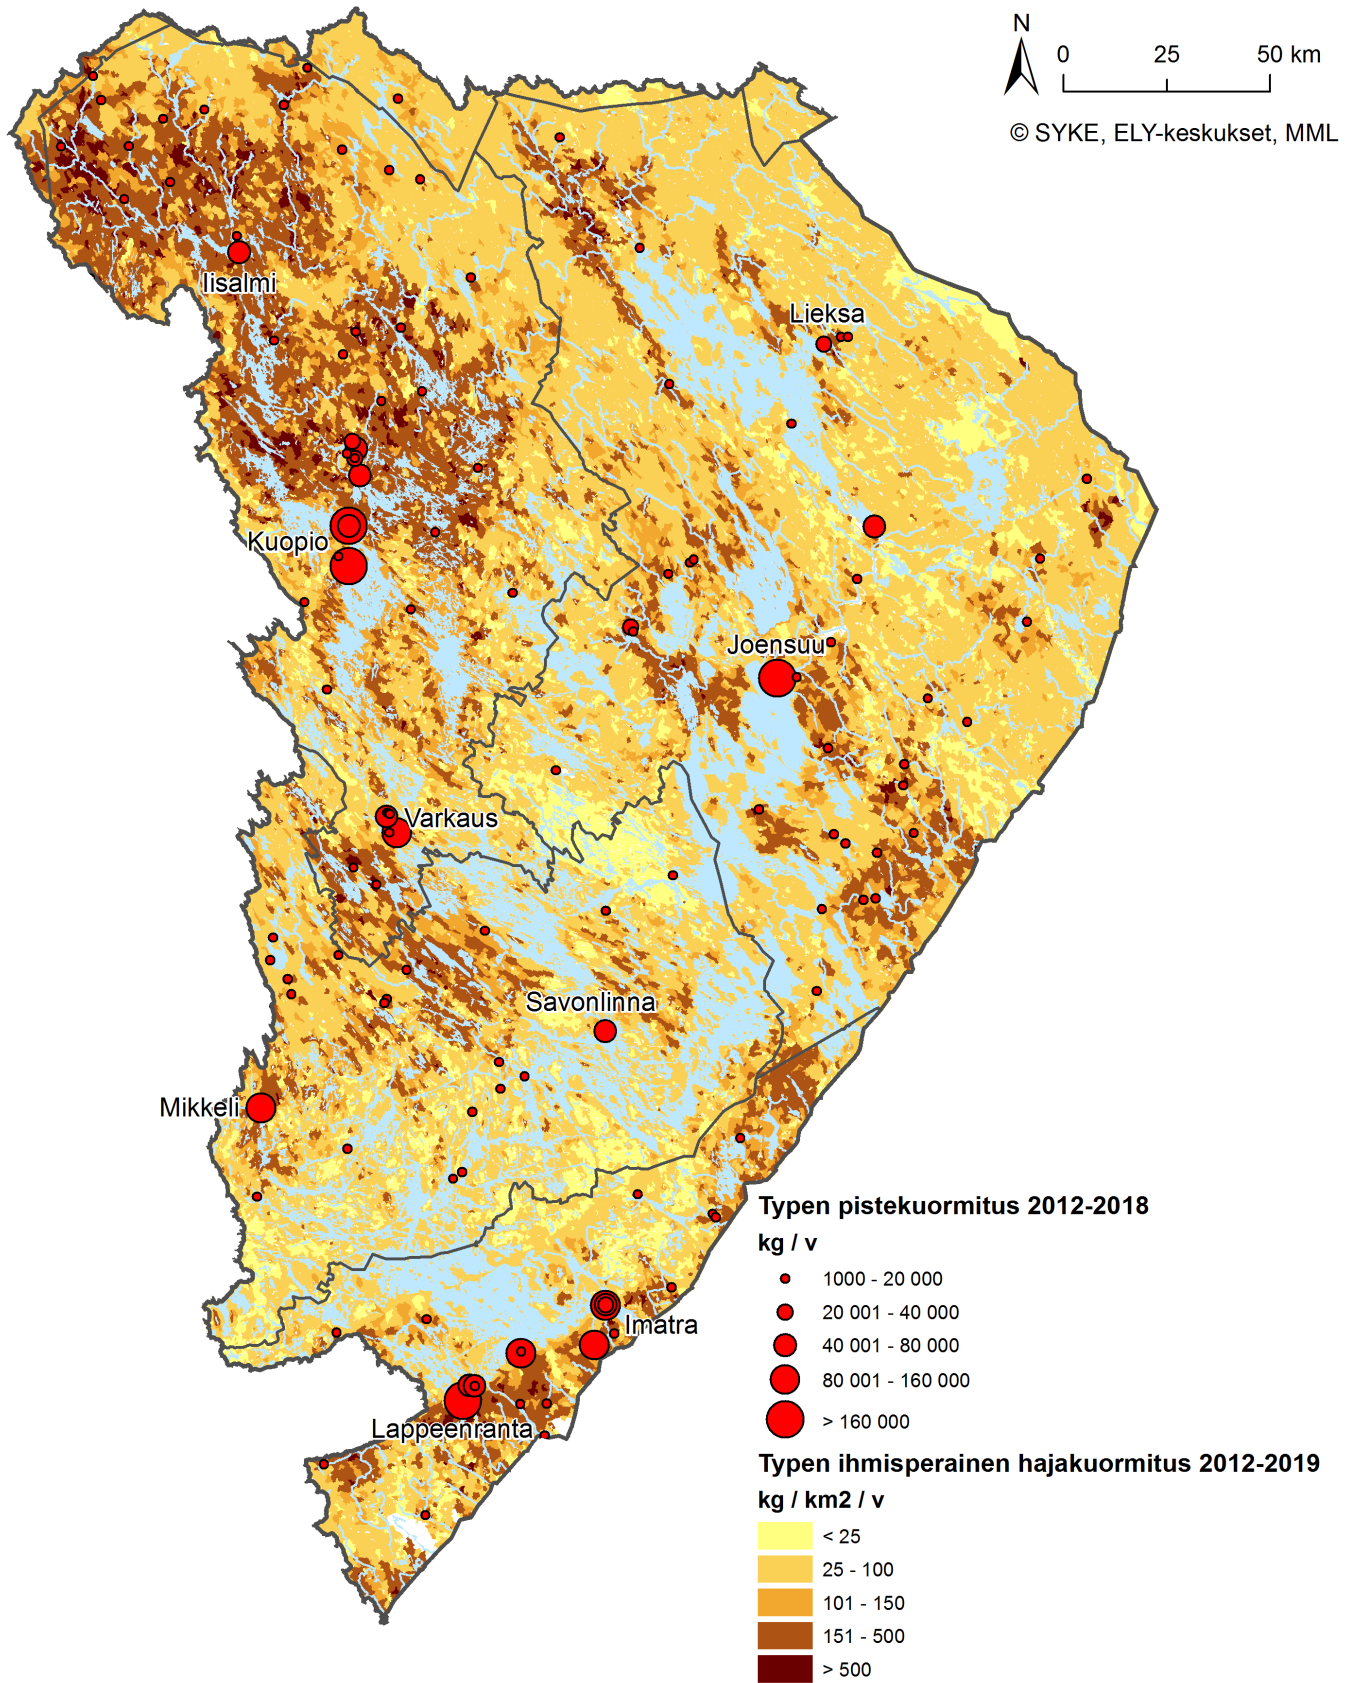 N
0 25 50 km
© SYKE, ELY-keskukset, MML
Iisalmi
Lieksa
Kuopio
Joensuu
Varkaus
Savonlinna
Mikkeli
Imatra
Lappeenranta
Typen pistekuormitus 2012-2018
kg / v
1000 - 20 000
20 001 - 40 000
40 001 - 80 000
80 001 - 160 000
> 160 000
Typen ihmisperainen hajakuormitus 2012-2019
kg / km2 / v
< 25
25 - 100
101 - 150
151 - 500
> 500